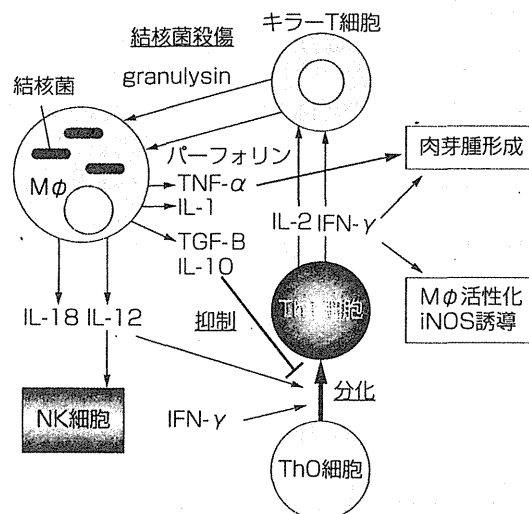 キラーT細胞
結核菌殺傷
granulysin
結核菌
パーフォリン
肉芽腫形成
Mφ
TNF-α
IL-1
IL-2 IFN-γ
TGF-B
IL-10
Mφ活性化
iNOS誘導
IL-18 IL-12
抑制
Th1細胞
分化
NK細胞
IFN-γ
Th0細胞